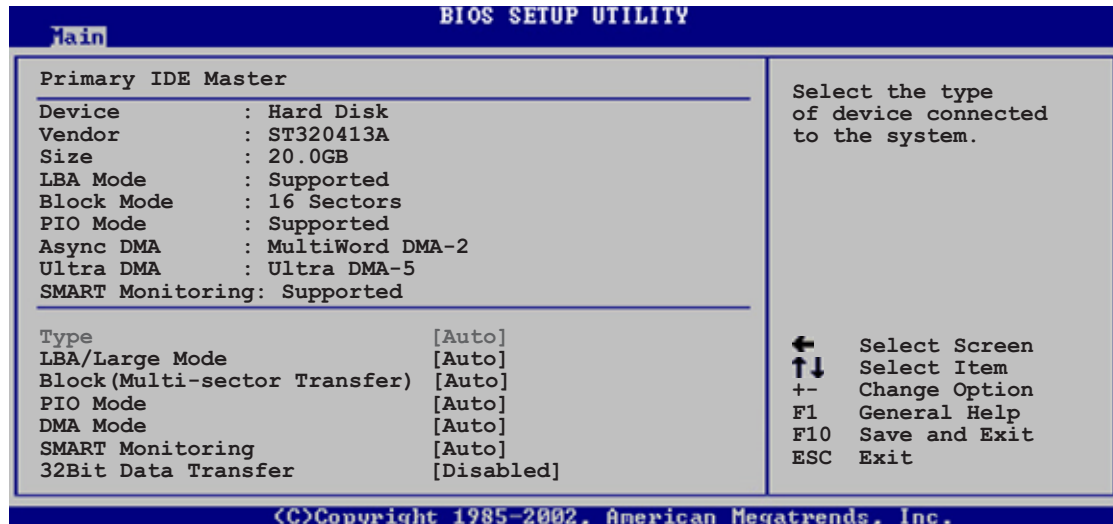 BIOS SETUP UTILITY
Main
Primary IDE Master
Device : Hard Disk
Vendor : ST320413A
Size : 20.0GB
LBA Mode : Supported
Block Mode : 16 Sectors
PIO Mode : Supported
Async DMA : MultiWord DMA-2
Ultra DMA : Ultra DMA-5
SMART Monitoring: Supported
Type [Auto]
LBA/Large Mode [Auto]
Block(Multi-sector Transfer) [Auto]
PIO Mode [Auto]
DMA Mode [Auto]
SMART Monitoring [Auto]
32Bit Data Transfer [Disabled]
Select the type
of device connected
to the system.
← Select Screen
↑↓ Select Item
+- Change Option
F1 General Help
F10 Save and Exit
ESC Exit
(C)Copyright 1985-2002, American Megatrends, Inc.